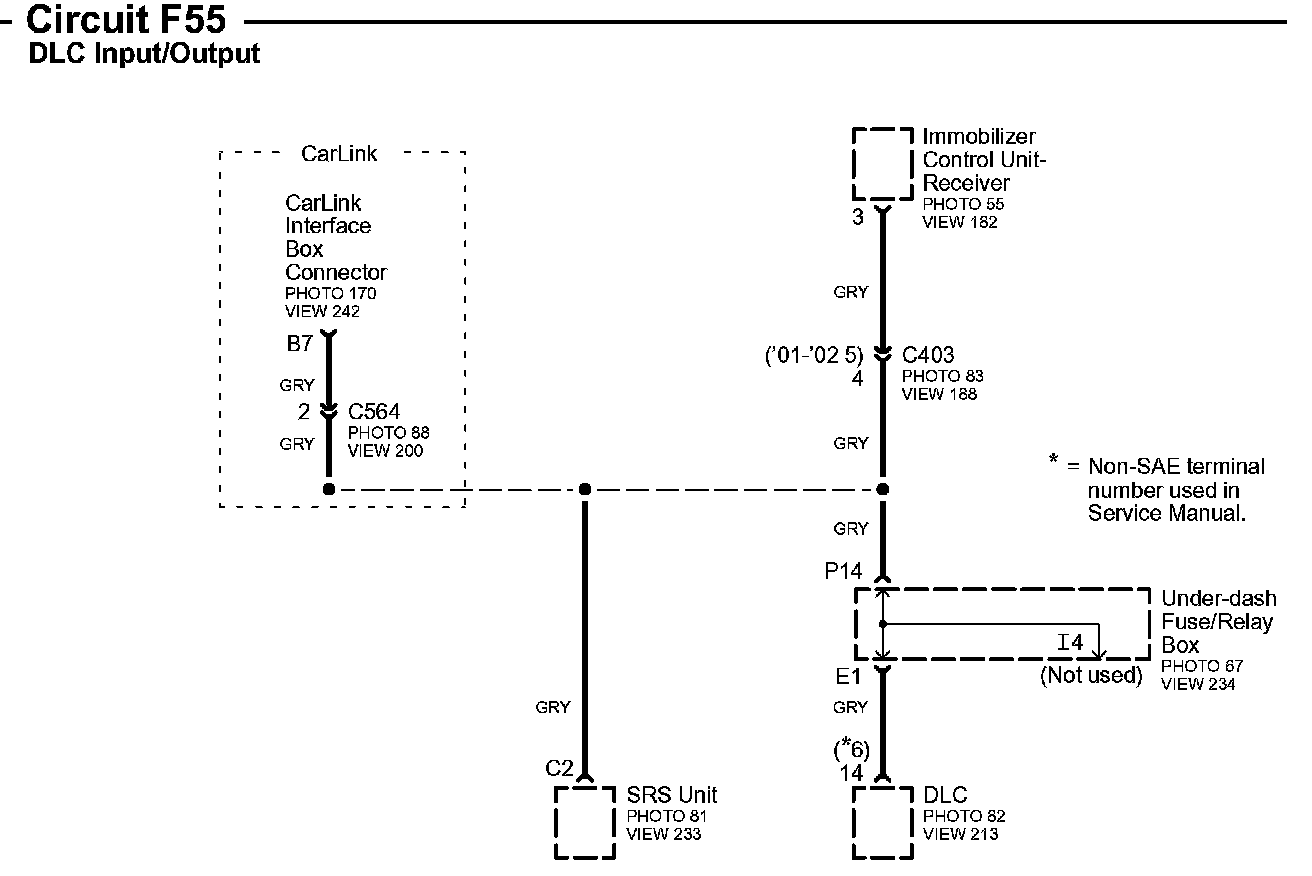 Circuit F55
DLC Input/Output
CarLink
CarLink
Interface
Box
Connector
PHOTO 170
VIEW 242
B7
GRY
2
C564
PHOTO 88
VIEW 200
GRY
Immobilizer
Control Unit-
Receiver
PHOTO 55
VIEW 182
3
GRY
('01-'02 5)
4
C403
PHOTO 83
VIEW 188
GRY
* = Non-SAE terminal
number used in
Service Manual.
GRY
P14
Under-dash
Fuse/Relay
Box
PHOTO 67
VIEW 234
I4
(Not used)
E1
GRY
GRY
(*6)
14
C2
SRS Unit
PHOTO 81
VIEW 233
DLC
PHOTO 82
VIEW 213